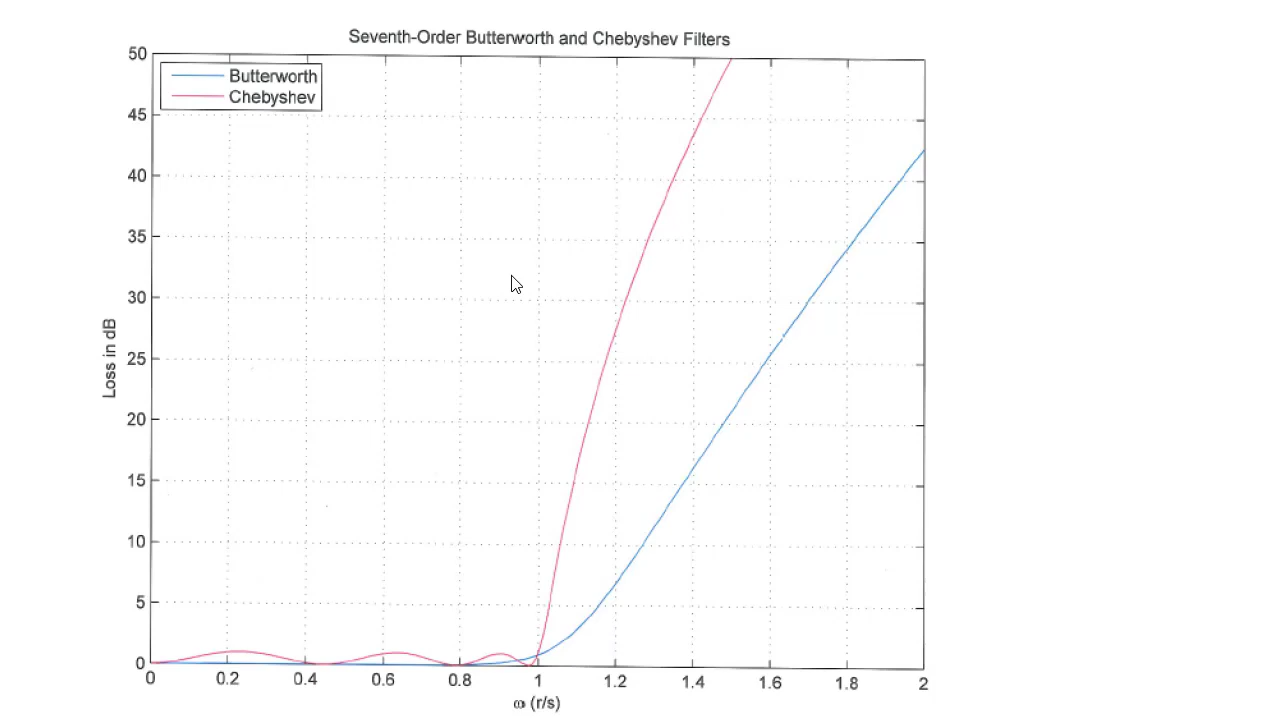 Seventh-Order Butterworth and Chebyshev Filters
Butterworth
Chebyshev
50
45
40
35
30
25
20
15
10
5
0
Loss in dB
0 0.2 0.4 0.6 0.8 1 1.2 1.4 1.6 1.8 2
ω (r/s)